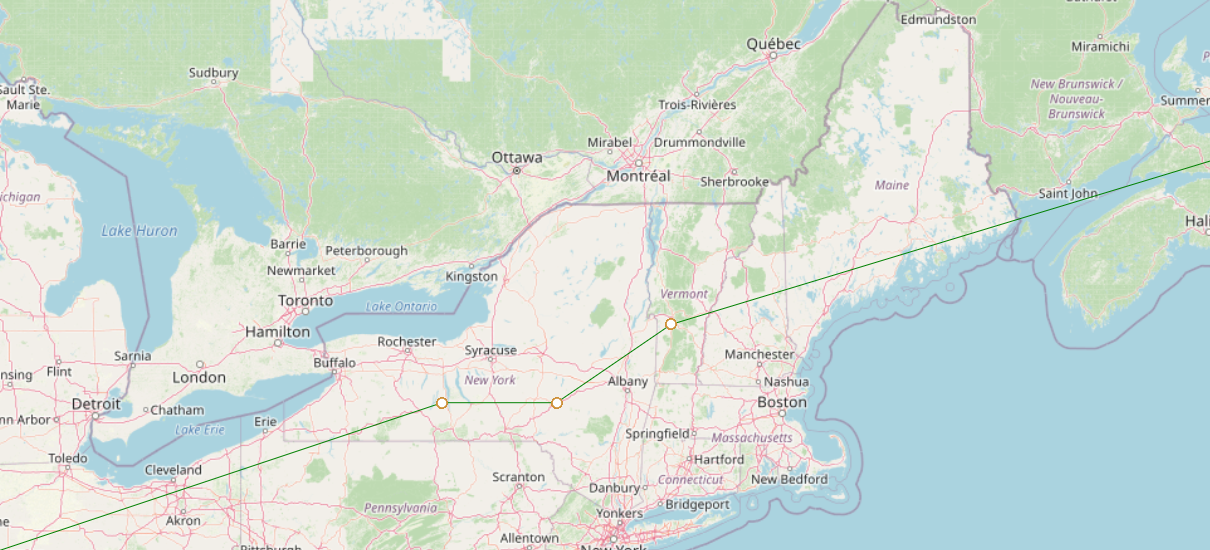 Edmundston
Québec
Miramichi
Sudbury
Sault Ste.
Marie
New Brunswick /
Nouveau-
Brunswick
Trois-Rivières
Summer
Mirabel
Drummondville
Ottawa
Montréal
Sherbrooke
Maine
Saint John
ichigan
Lake Huron
Hali
Barrie
Peterborough
Newmarket
Kingston
Toronto
Lake Ontario
Vermont
Hamilton
Rochester
Syracuse
Manchester
Sarnia
Buffalo
Flint
nsing
London
New York
Albany
Nashua
Detroit
Chatham
Boston
nn Arbor
Erie
Lake Erie
Springfield
Massachusetts
Toledo
Cleveland
Hartford
Scranton
Connecticut
New Bedford
Danbury
Bridgeport
Pennsylvania
Yonkers
Akron
Allentown
Pittsburgh
New York